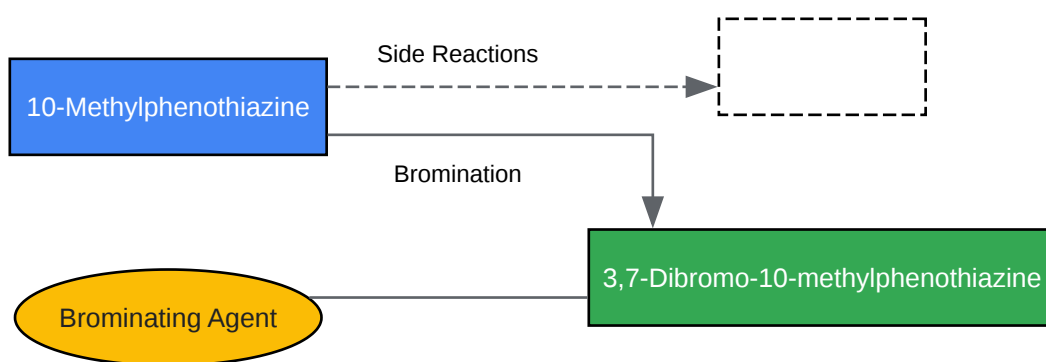 Side Reactions
10-Methylphenothiazine
Bromination
3,7-Dibromo-10-methylphenothiazine
Brominating Agent